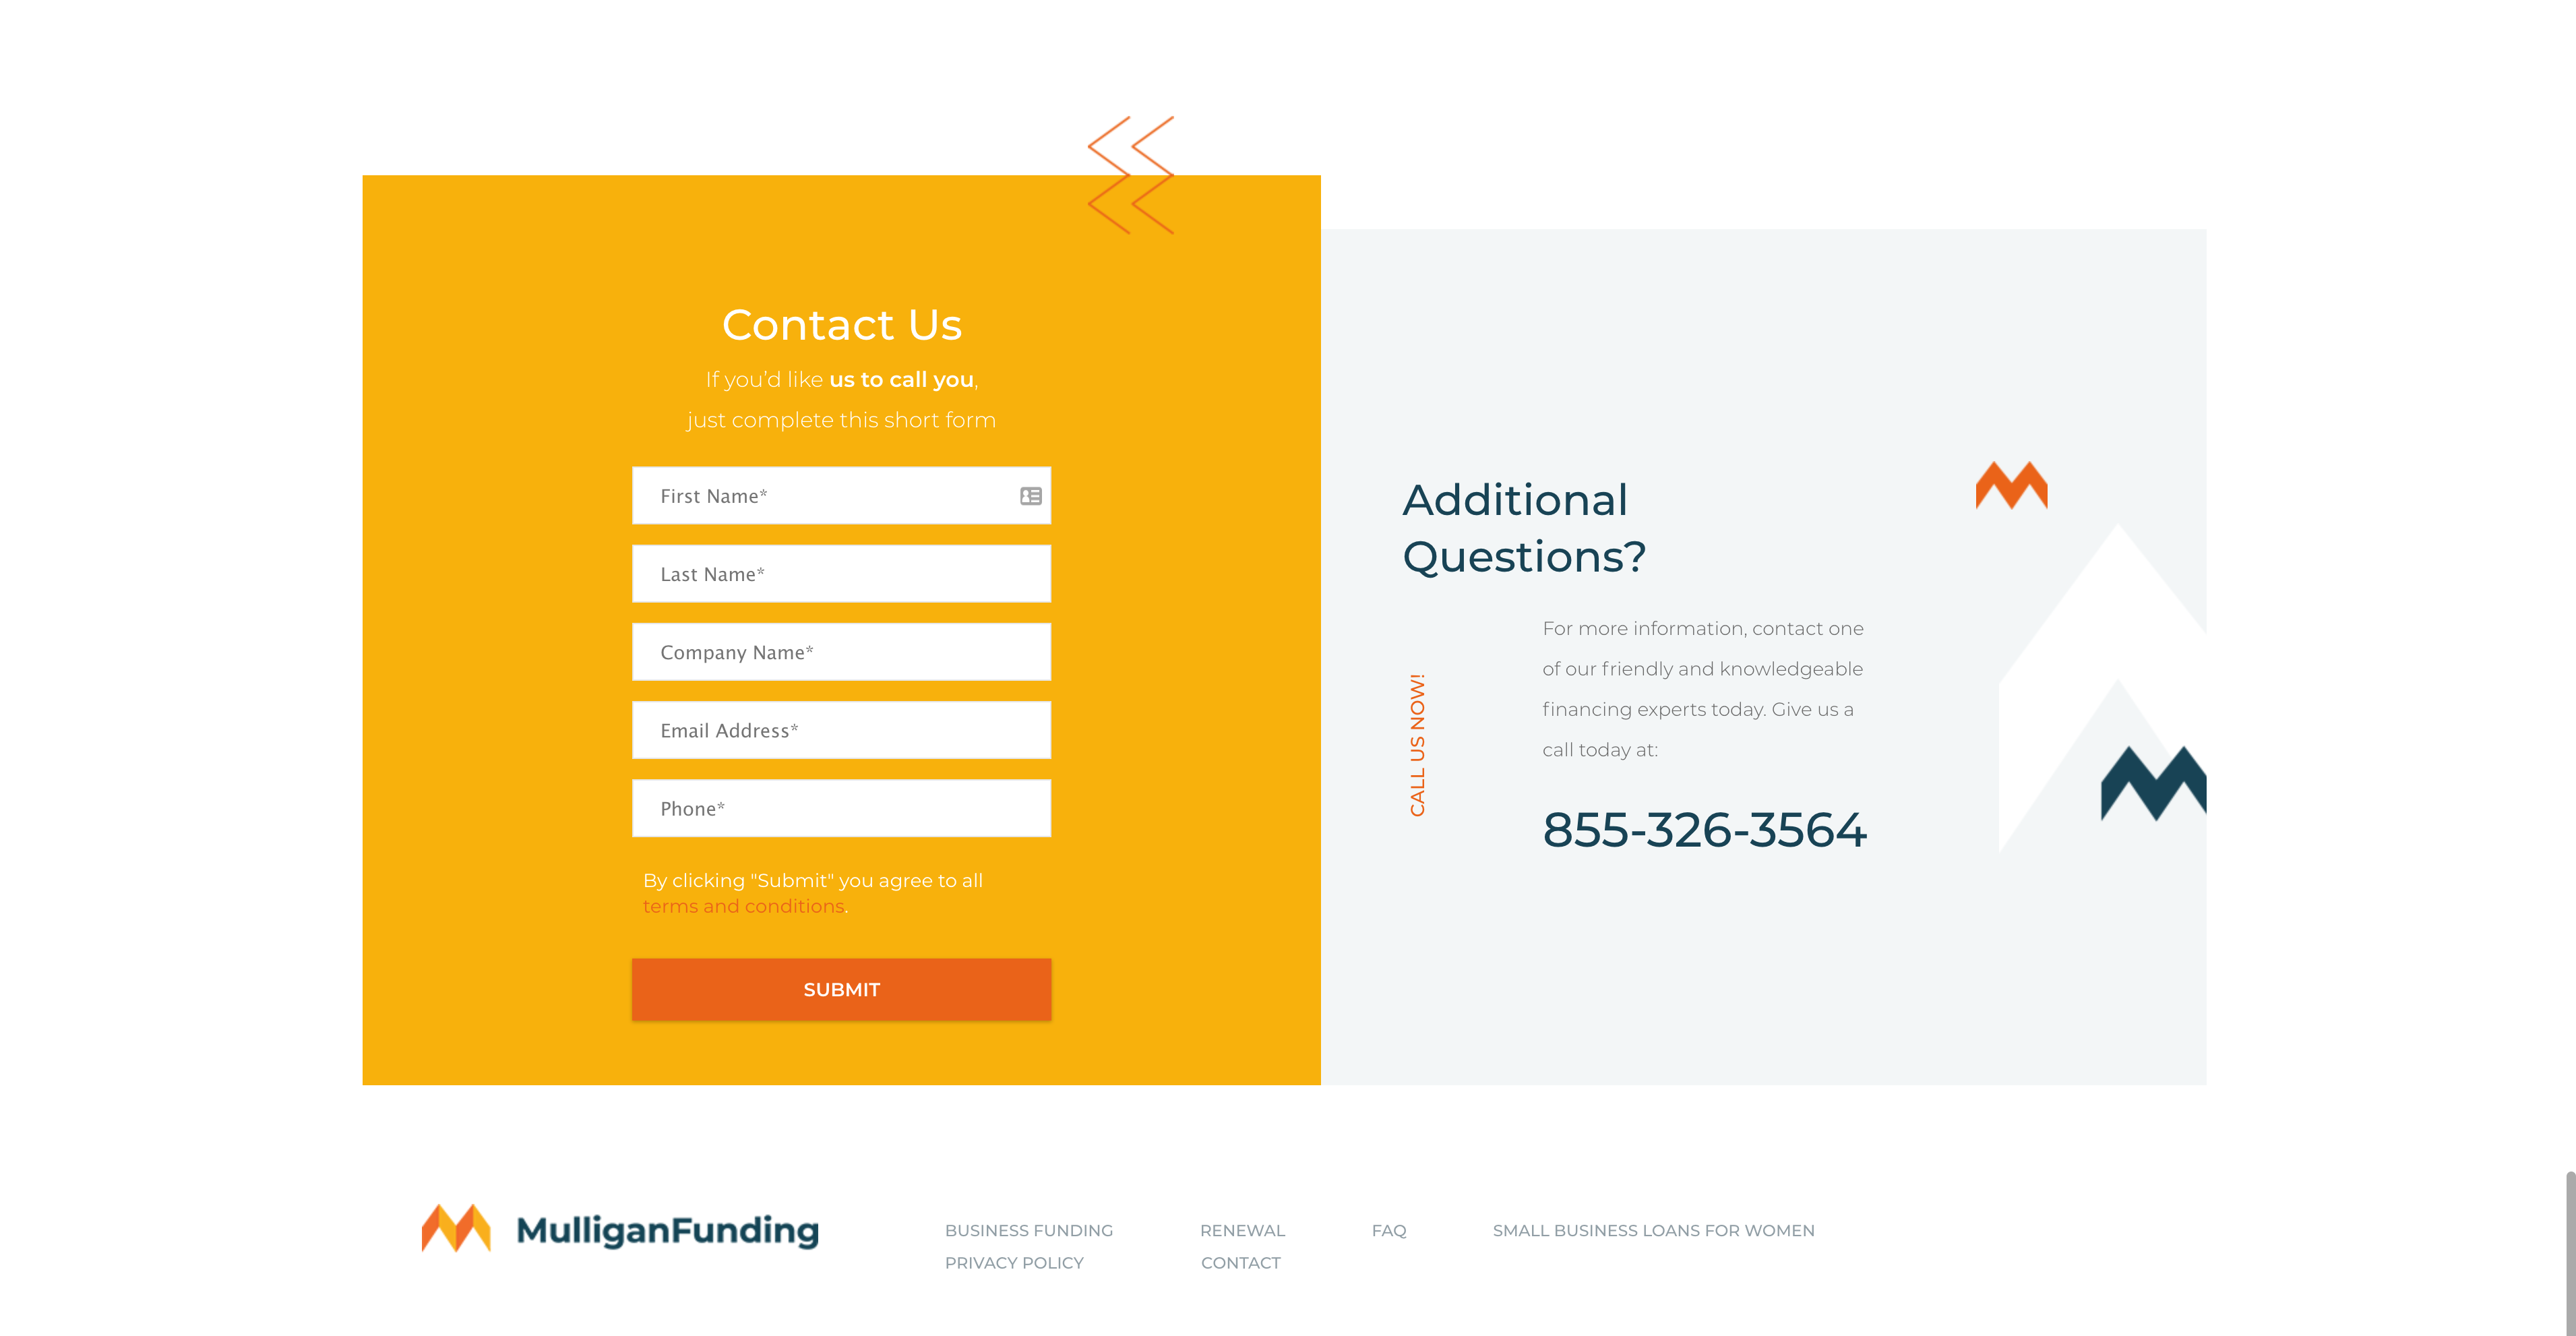 Contact Us
If you’d like us to call you,
just complete this short form
First Name*
Last Name*
Company Name*
Email Address*
Phone*
By clicking "Submit" you agree to all
terms and conditions.
SUBMIT
Additional
Questions?
CALL US NOW!
For more information, contact one
of our friendly and knowledgeable
financing experts today. Give us a
call today at:
855-326-3564
MulliganFunding
BUSINESS FUNDING RENEWAL FAQ SMALL BUSINESS LOANS FOR WOMEN
PRIVACY POLICY CONTACT